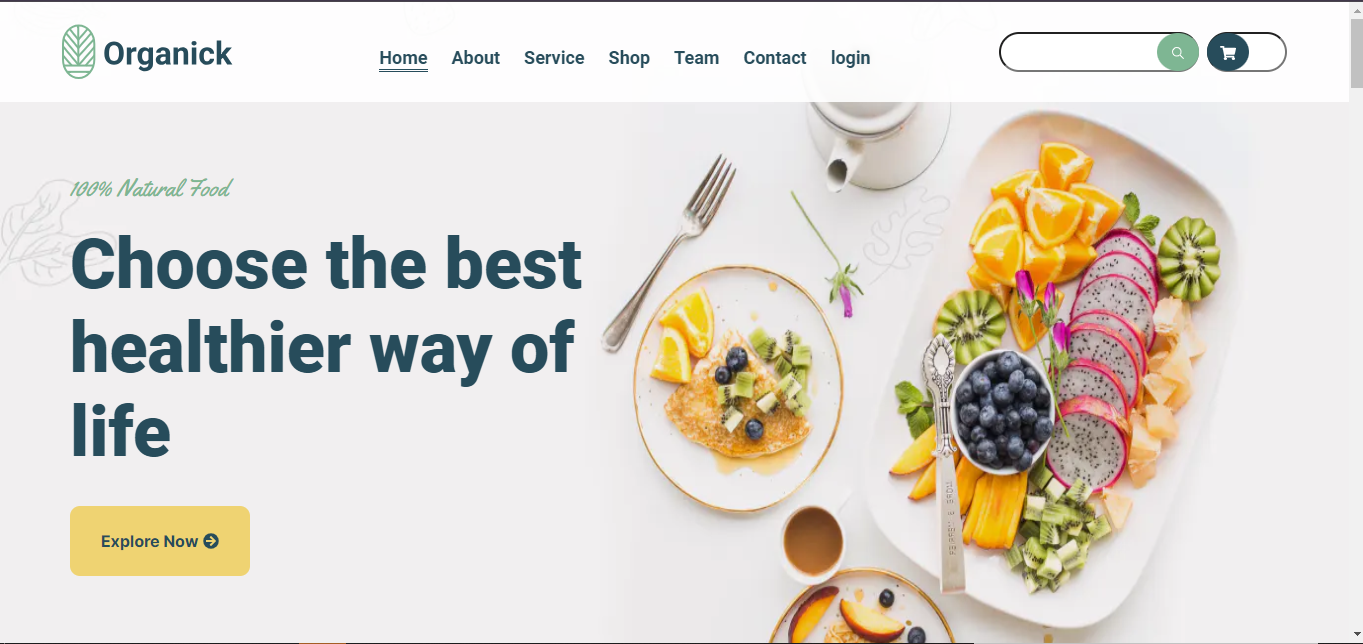 Organick
Home About Service Shop Team Contact login
100% Natural Food
Choose the best
healthier way of
life
Explore Now